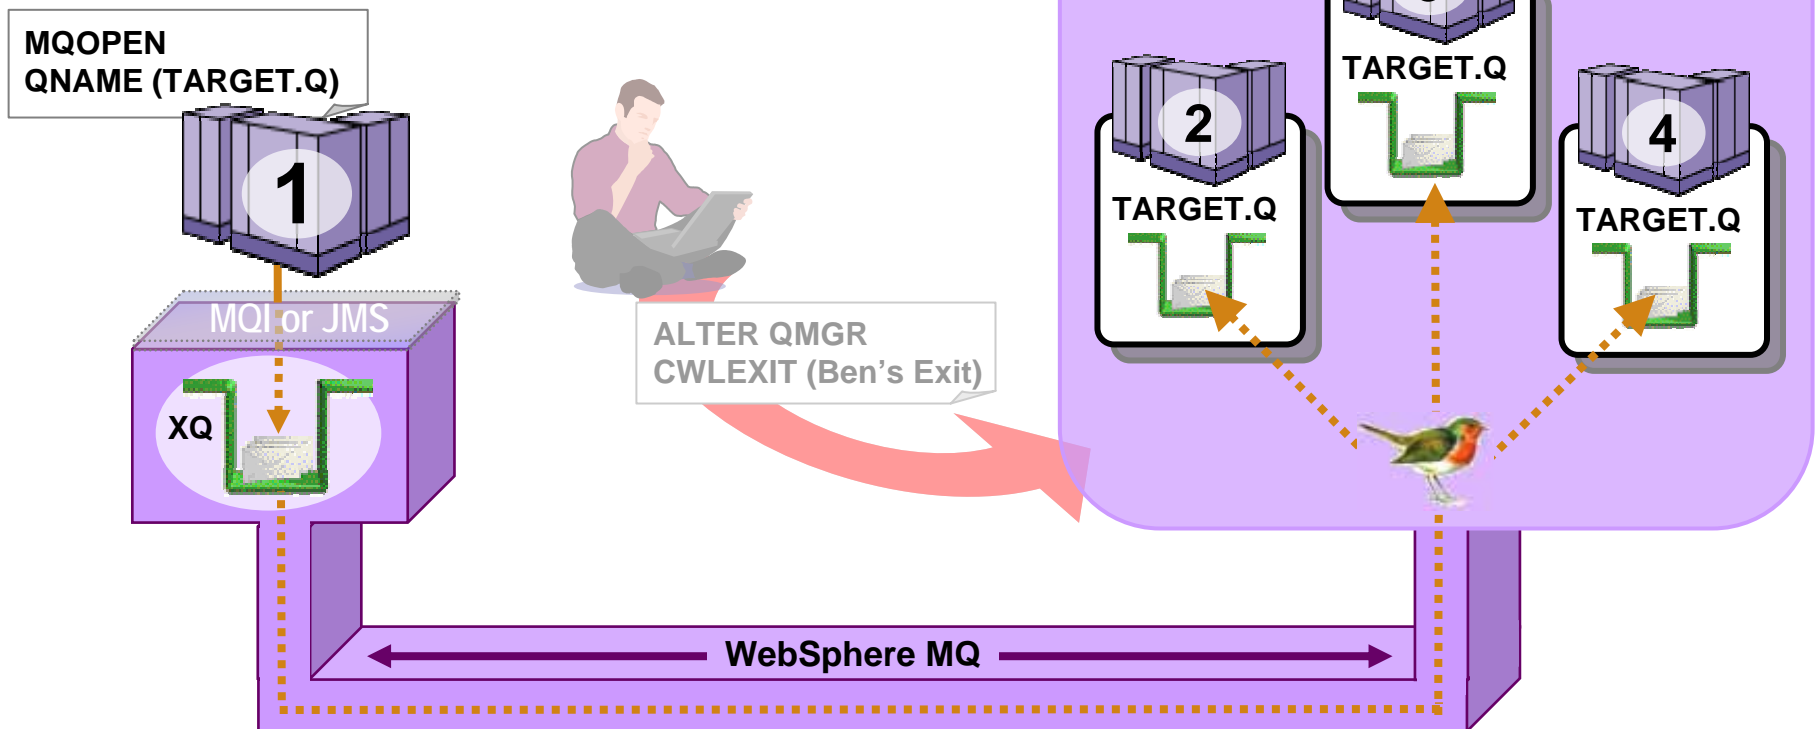 MQOPEN
QNAME (TARGET.Q)
1
MQI or JMS
XQ
ALTER QMGR
CWLEXIT (Ben's Exit)
2
TARGET.Q
TARGET.Q
4
TARGET.Q
WebSphere MQ